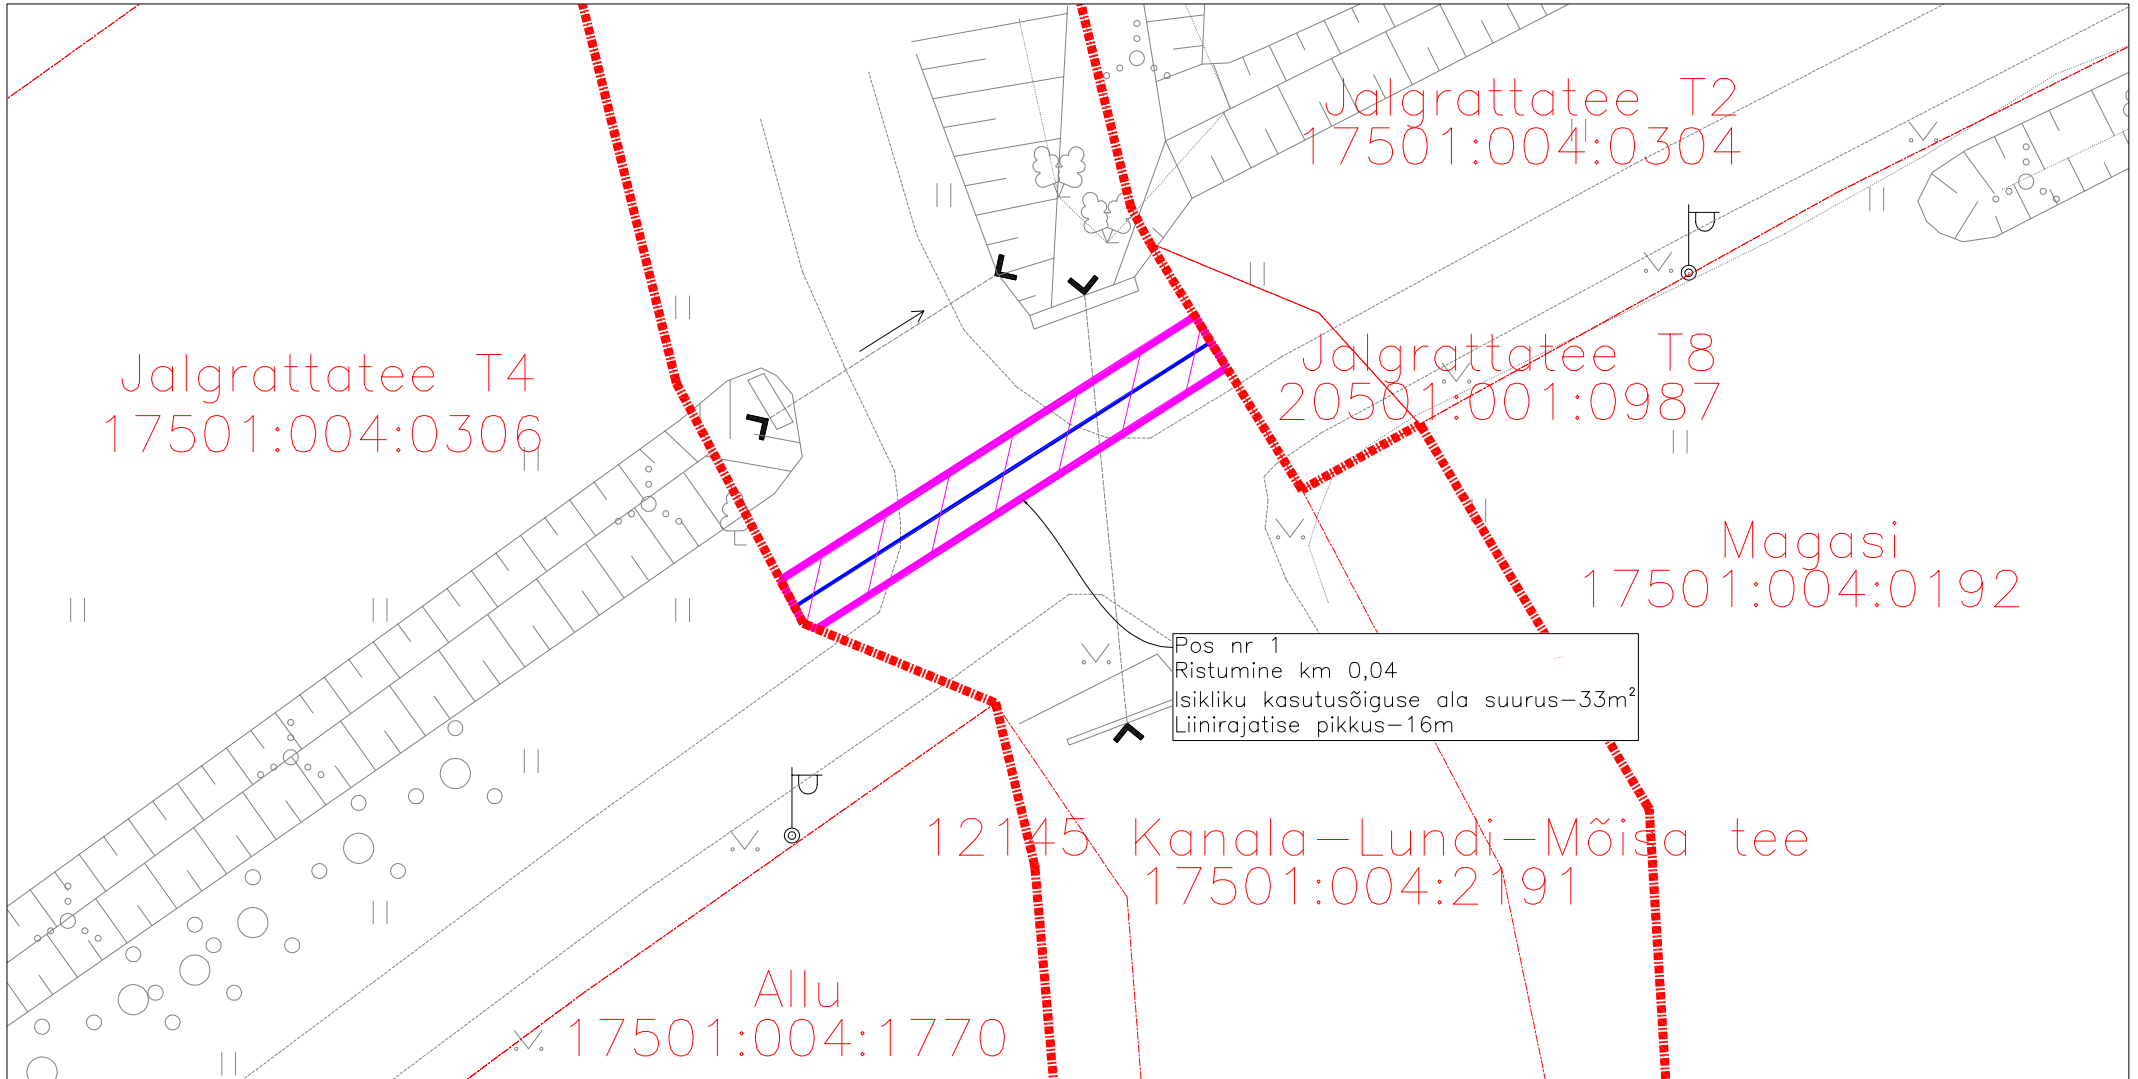 Jalgrattatee T2
17501:004:0304
Jalgrattatee T4
17501:004:0306
Jalgrattatee T8
20501:001:0987
Magasi
17501:004:0192
Pos nr 1
Ristumine km 0,04
Isikliku kasutusõiguse ala suurus-33m²
Liinirajatise pikkus-16m
12145 Kanala-Lundi-Mõisa tee
17501:004:2191
Allu
17501:004:1770